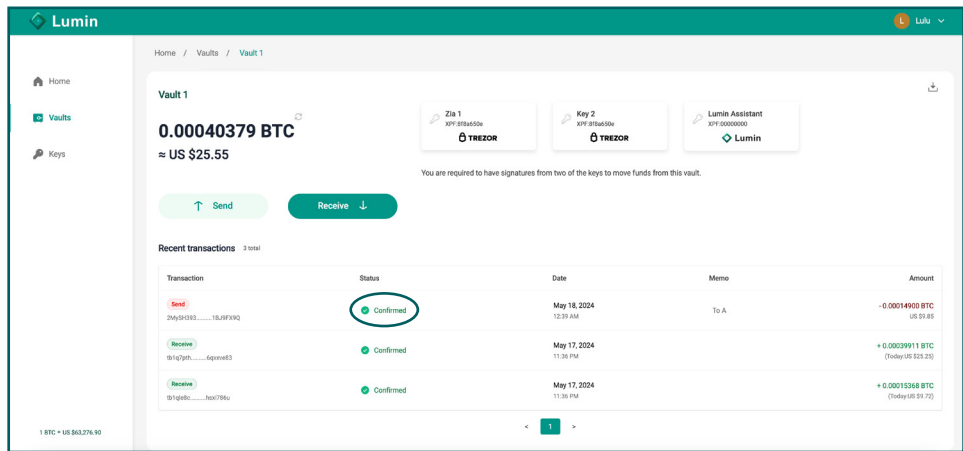 Lumin
L Lulu
Home / Vaults / Vault 1
Home
Vaults
Keys
Vault 1
0.00040379 BTC
≈ US $25.55
Zia 1
XPF:8f8a650e
TREZOR
Key 2
XPF:8f8a650e
TREZOR
Lumin Assistant
XPF:00000000
Lumin
You are required to have signatures from two of the keys to move funds from this vault.
↑ Send
Receive ↓
Recent transactions 3 total
Transaction Status Date Memo Amount
Send Confirmed May 18, 2024 To A - 0.00014900 BTC
2MySH393.........18J9FX9Q 12:39 AM US $9.85
Receive Confirmed May 17, 2024 + 0.00039911 BTC
tb1q7pth.........6qxxve83 11:36 PM (Today:US $25.25)
Receive Confirmed May 17, 2024 + 0.00015368 BTC
11:36 PM (Today:US $9.72)
< 1 >
1 BTC = US $63,276.90